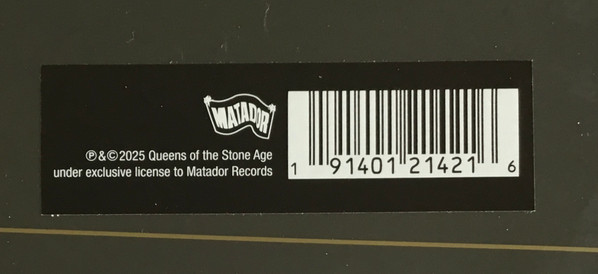 MATADOR
℗&©2025 Queens of the Stone Age
under exclusive license to Matador Records
1 91401 21421 6